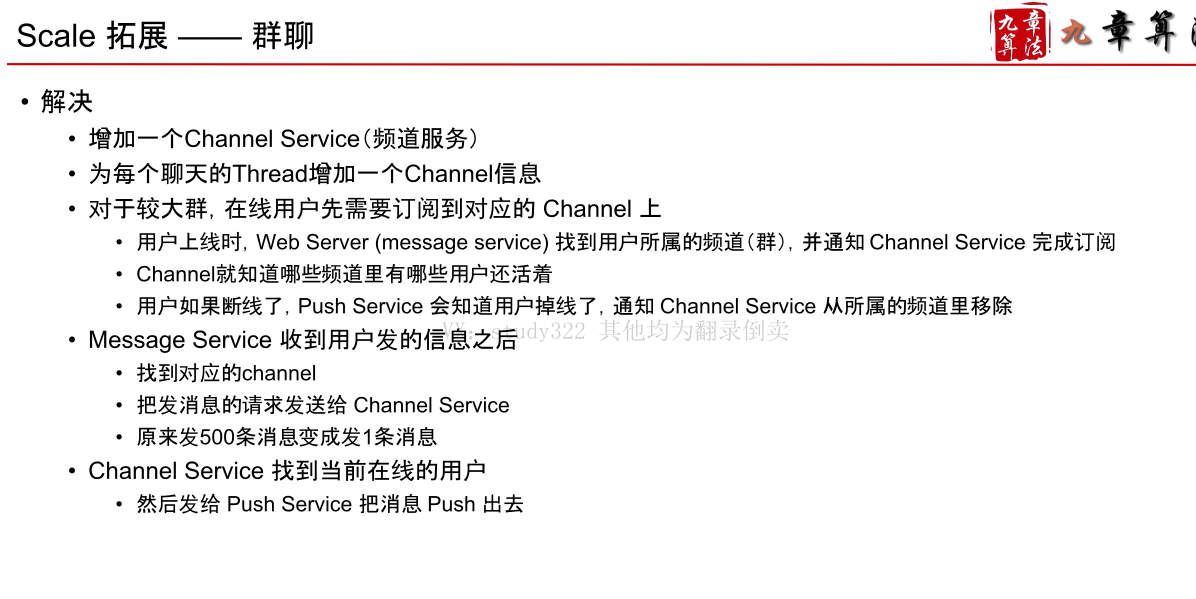 Scale 拓展 —— 群聊
九章算法
九章算
• 解决
• 增加一个Channel Service（频道服务）
• 为每个聊天的Thread增加一个Channel信息
• 对于较大群, 在线用户先需要订阅到对应的 Channel 上
• 用户上线时, Web Server (message service) 找到用户所属的频道（群）, 并通知 Channel Service 完成订阅
• Channel就知道哪些频道里有哪些用户还活着
• 用户如果断线了, Push Service 会知道用户掉线了, 通知 Channel Service 从所属的频道里移除
study322 其他均为翻录倒卖
• Message Service 收到用户发的信息之后
• 找到对应的channel
• 把发消息的请求发送给 Channel Service
• 原来发500条消息变成发1条消息
• Channel Service 找到当前在线的用户
• 然后发给 Push Service 把消息 Push 出去